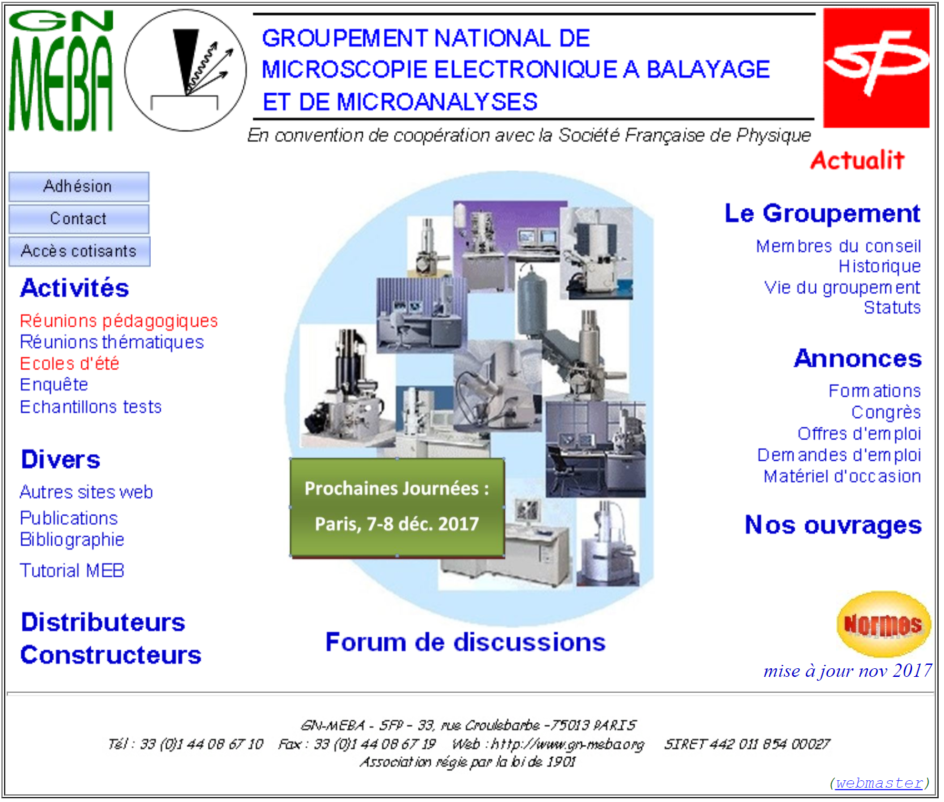 GN
MEBA
GROUPEMENT NATIONAL DE
MICROSCOPIE ELECTRONIQUE A BALAYAGE
ET DE MICROANALYSES
En convention de coopération avec la Société Française de Physique
sfp
Actualit
Adhésion
Contact
Accès cotisants
Activités
Réunions pédagogiques
Réunions thématiques
Ecoles d'été
Enquête
Echantillons tests
Divers
Autres sites web
Publications
Bibliographie
Tutorial MEB
Distributeurs
Constructeurs
Prochaines Journées :
Paris, 7-8 déc. 2017
Forum de discussions
Le Groupement
Membres du conseil
Historique
Vie du groupement
Statuts
Annonces
Formations
Congrès
Offres d'emploi
Demandes d'emploi
Matériel d'occasion
Nos ouvrages
Normes
mise à jour nov 2017
GN-MEBA - SFP - 33, rue Croulebarbe -75013 PARIS
Tél : 33 (0)1 44 08 67 10 Fax : 33 (0)1 44 08 67 19 Web : http://www.gn-meba.org SIRET 442 011 854 00027
Association régie par la loi de 1901
(webmaster)